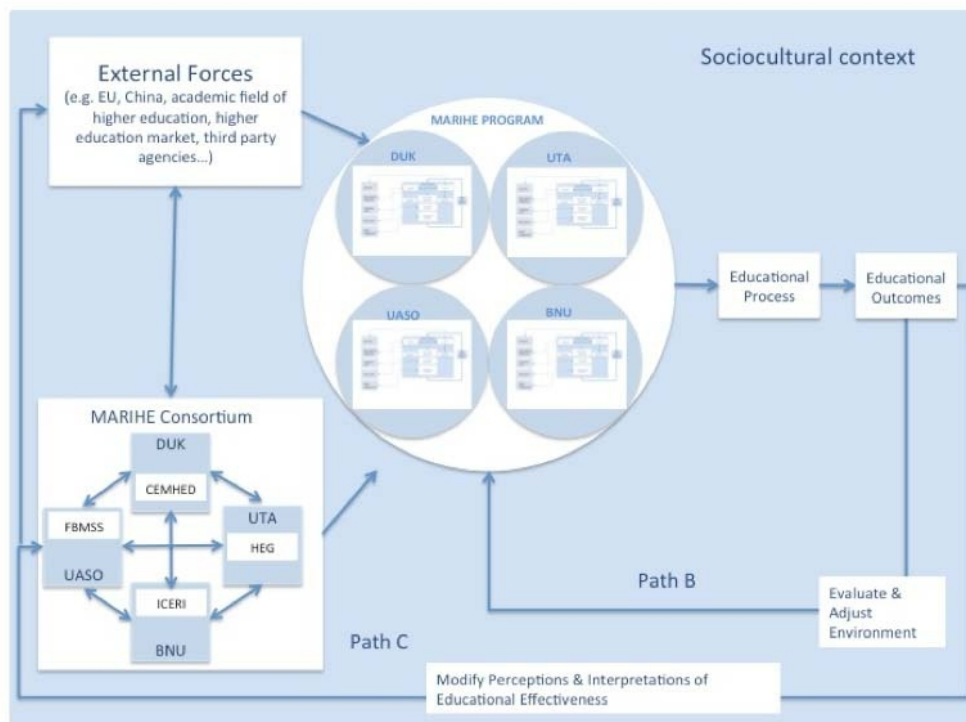 Sociocultural context
External Forces
(e.g. EU, China, academic field of
higher education, higher
education market, third party
agencies...)
MARIHE PROGRAM
DUK
UTA
UASO
BNU
Educational
Process
Educational
Outcomes
MARIHE Consortium
DUK
CEMHED
FBMSS
UASO
UTA
HEG
ICERI
BNU
Path B
Evaluate &
Adjust
Environment
Path C
Modify Perceptions & Interpretations of
Educational Effectiveness